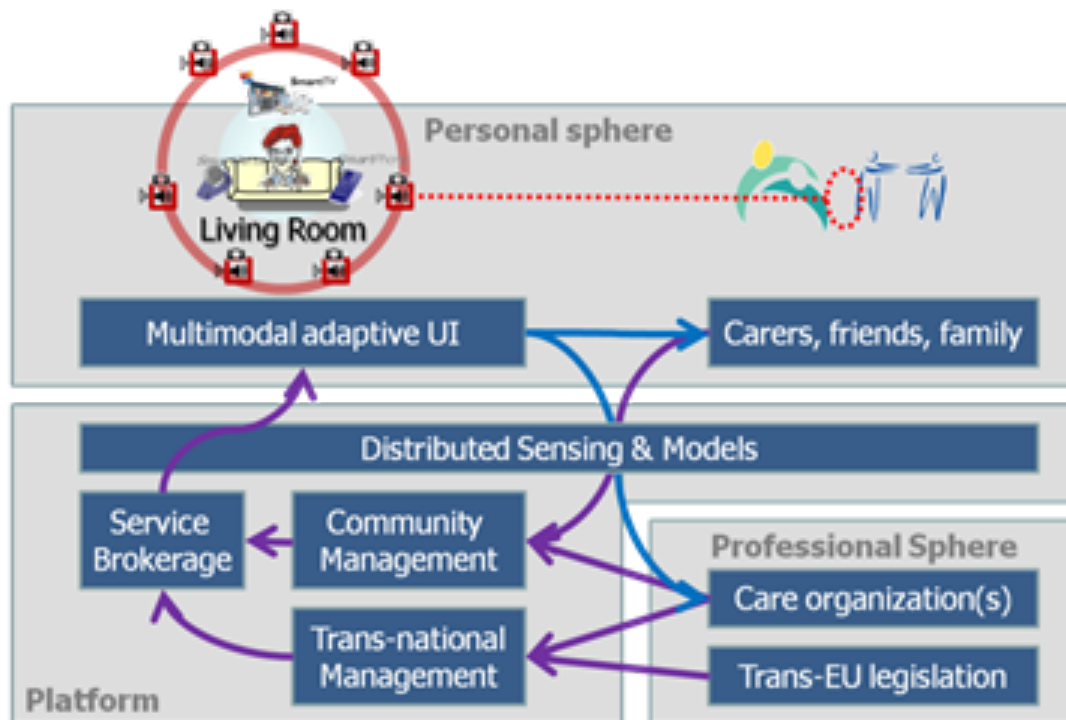 SmartTV
Personal sphere
Living Room
Multimodal adaptive UI
Carers, friends, family
Distributed Sensing & Models
Service
Brokerage
Community
Management
Professional Sphere
Care organization(s)
Trans-national
Management
Trans-EU legislation
Platform